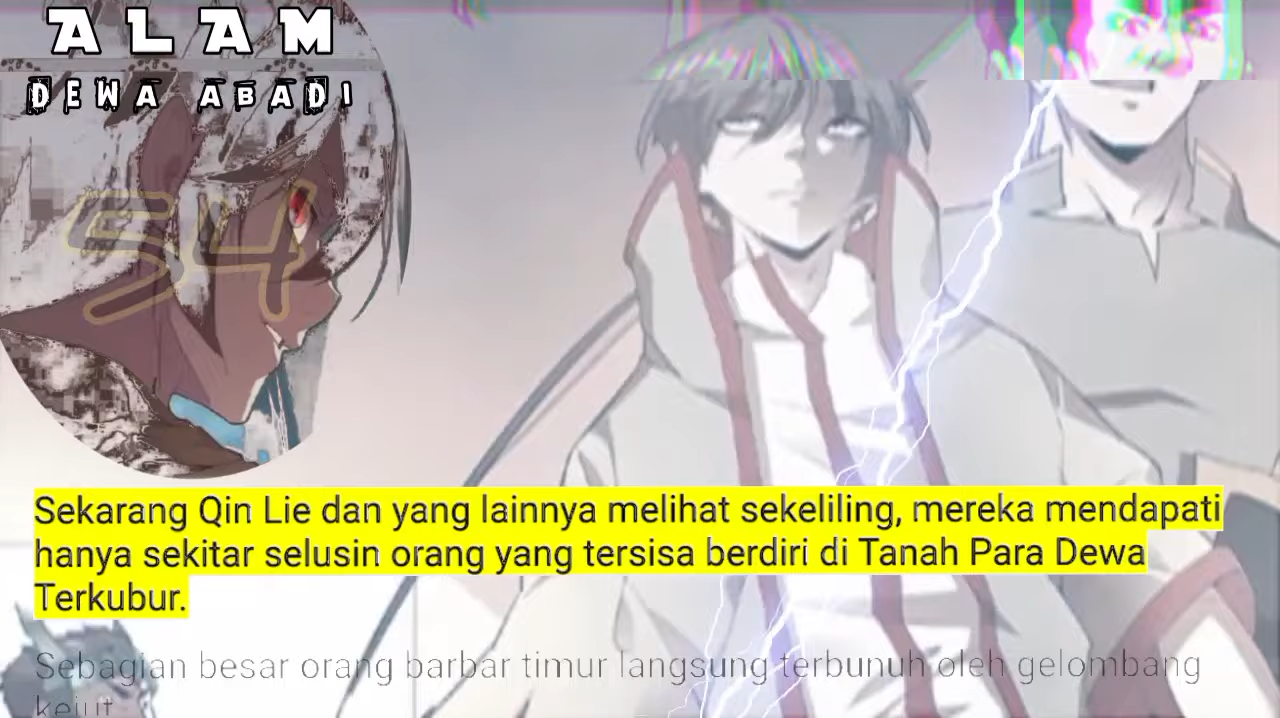 ALAM
DEWA ABADI
54
Sekarang Qin Lie dan yang lainnya melihat sekeliling, mereka mendapati
hanya sekitar selusin orang yang tersisa berdiri di Tanah Para Dewa
Terkubur.
Sebagian besar orang barbar timur langsung terbunuh oleh gelombang
kejut